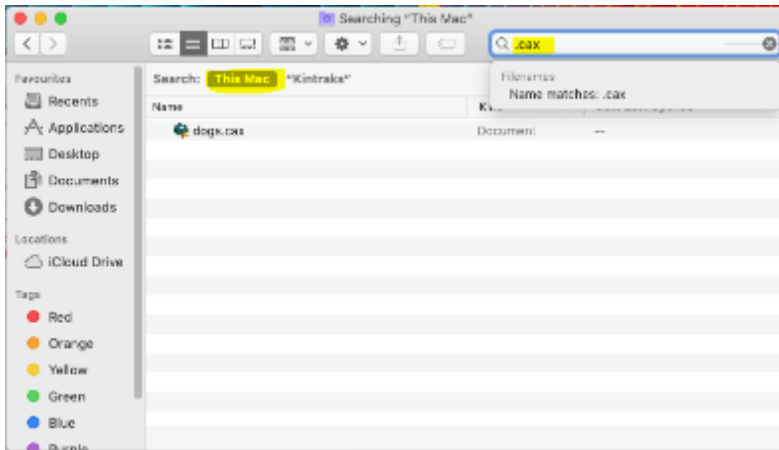 Searching "This Mac"
.cax
Filenames
Name matches: .cax
Search: This Mac "Kintraks"
Name
dogs.cax Document --
Favourites
Recents
Applications
Desktop
Documents
Downloads
Locations
iCloud Drive
Tags
Red
Orange
Yellow
Green
Blue
Purple